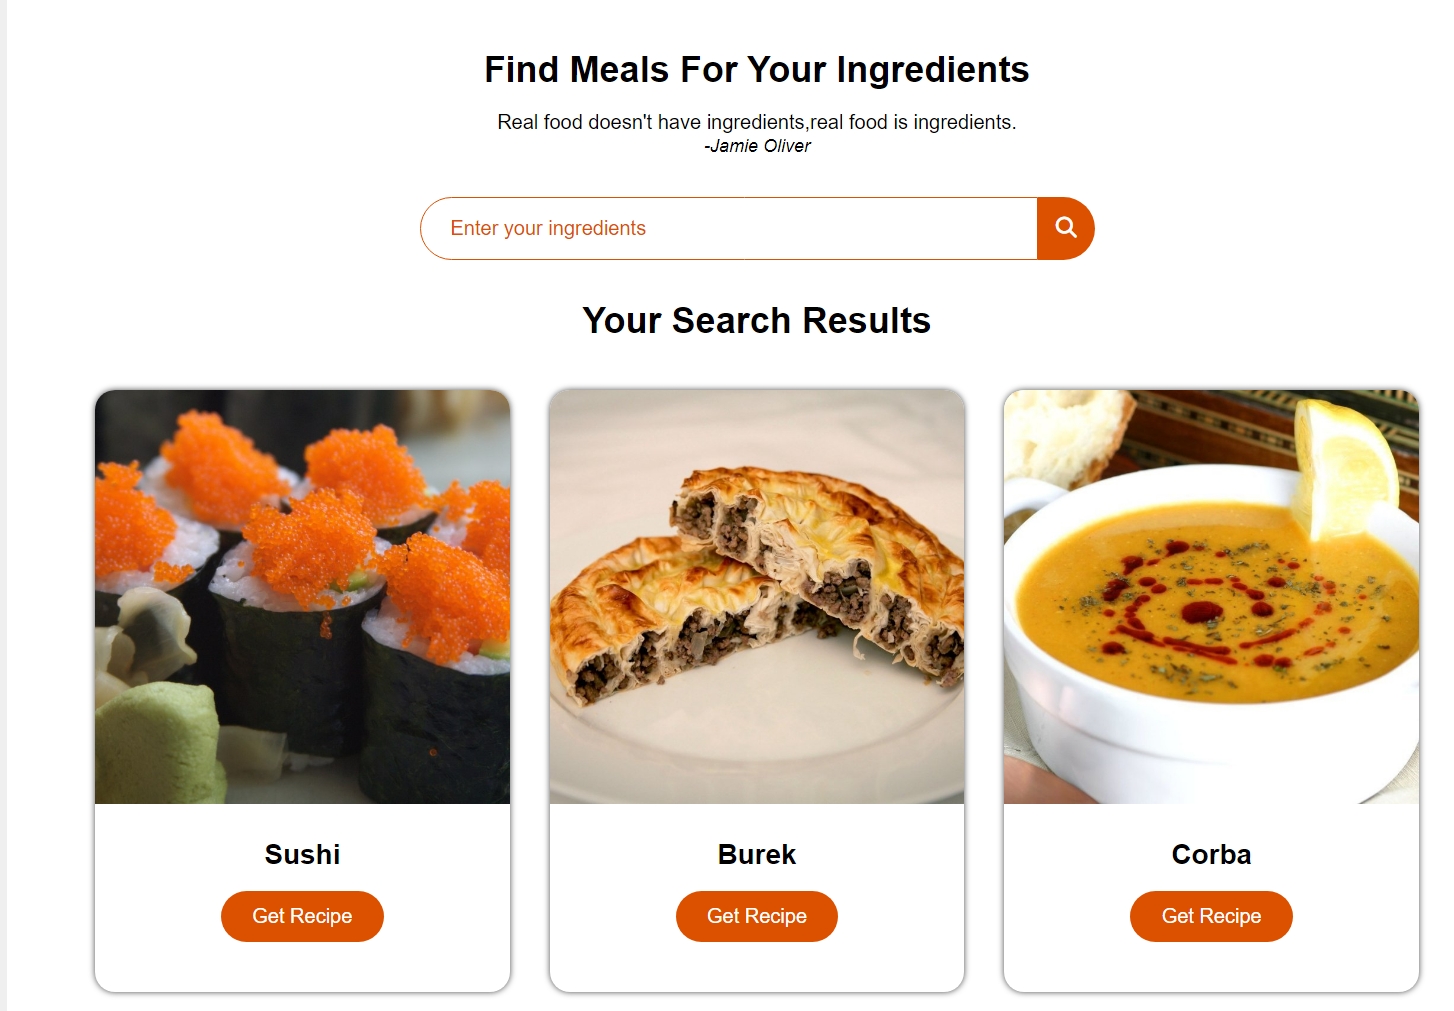 Find Meals For Your Ingredients
Real food doesn't have ingredients,real food is ingredients.
-Jamie Oliver
Enter your ingredients
Your Search Results
Sushi
Get Recipe
Burek
Get Recipe
Corba
Get Recipe